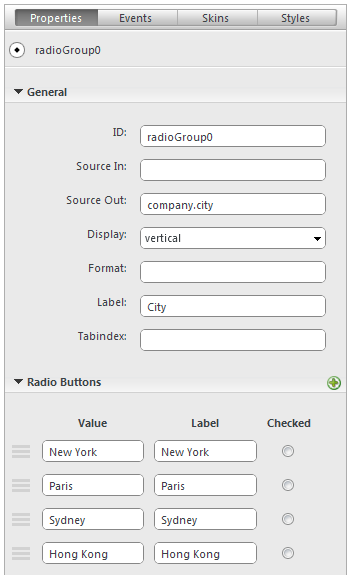 Properties Events Skins Styles
radioGroup0
General
ID: radioGroup0
Source In:
Source Out: company.city
Display: vertical
Format:
Label: City
Tabindex:
Radio Buttons
Value Label Checked
New York New York
Paris Paris
Sydney Sydney
Hong Kong Hong Kong